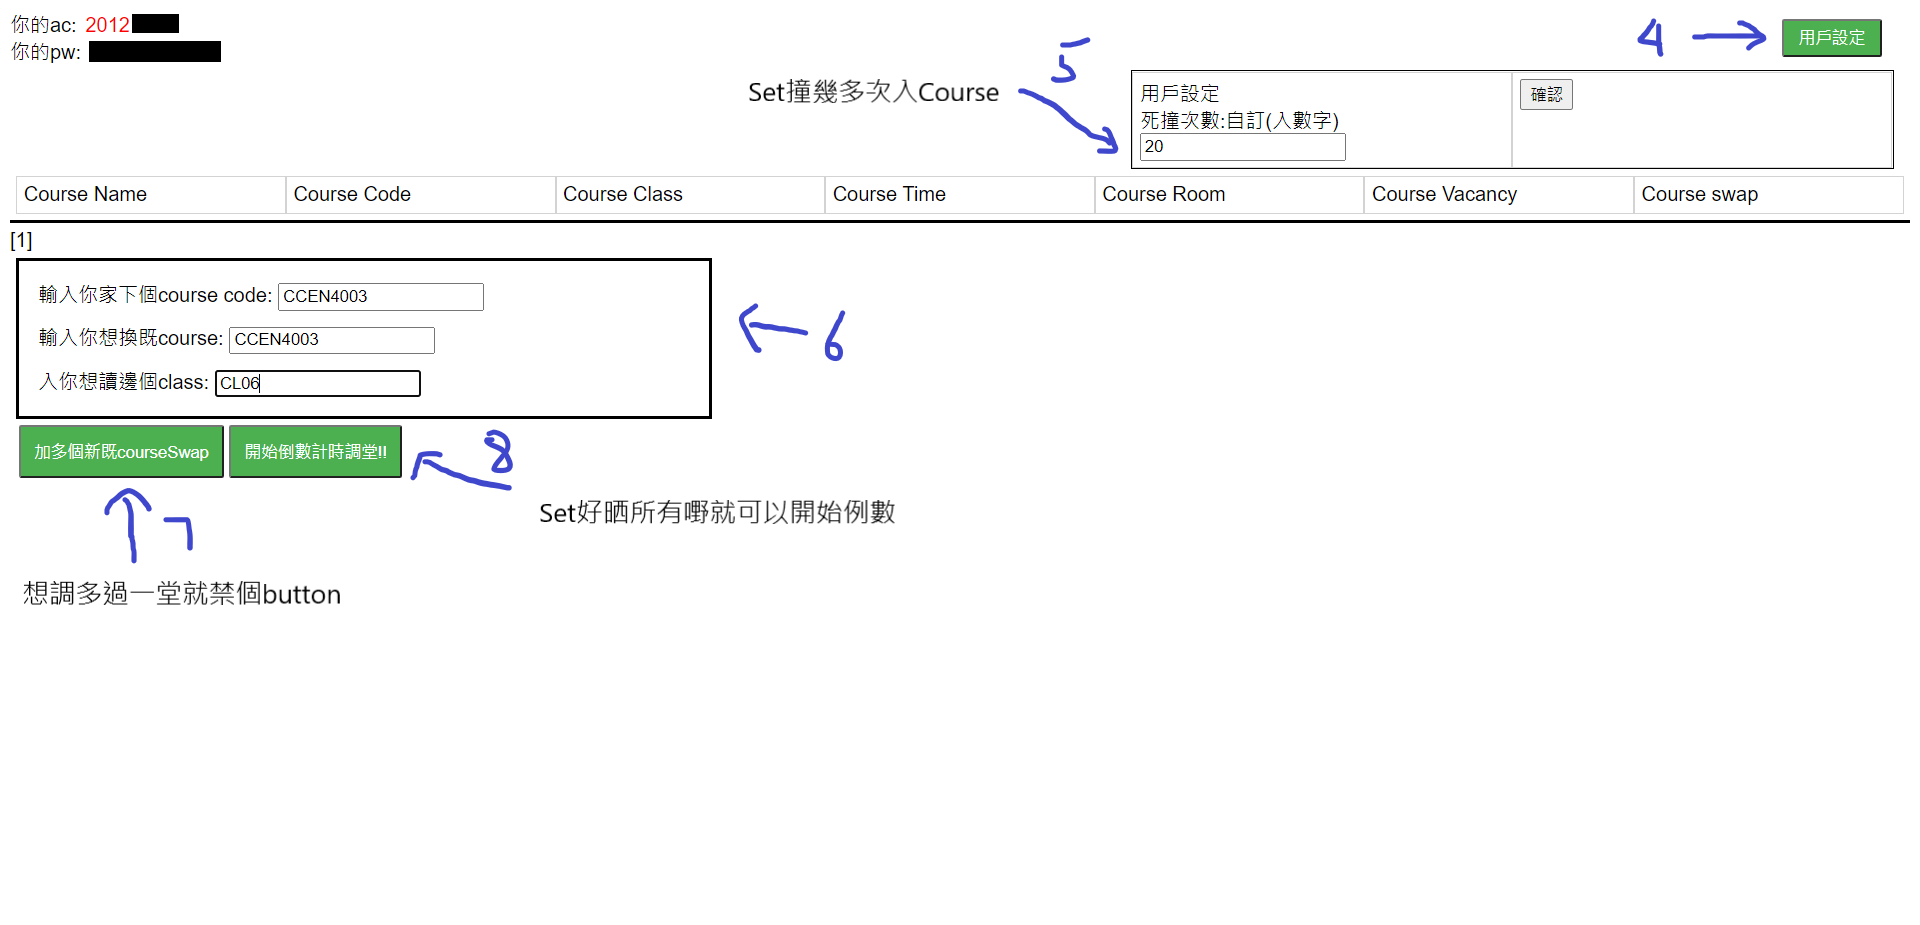 你的ac: 2012
你的pw:
4
用戶設定
5
Set撞幾多次入Course
用戶設定
死撞次數:自訂(入數字)
20
確認
Course Name Course Code Course Class Course Time Course Room Course Vacancy Course swap
[1]
輸入你家下個course code: CCEN4003
輸入你想換既course: CCEN4003
入你想讀邊個class: CL06
6
加多個新既courseSwap 開始倒數計時調堂!!
8
Set好晒所有嘢就可以開始例數
7
想調多過一堂就禁個button